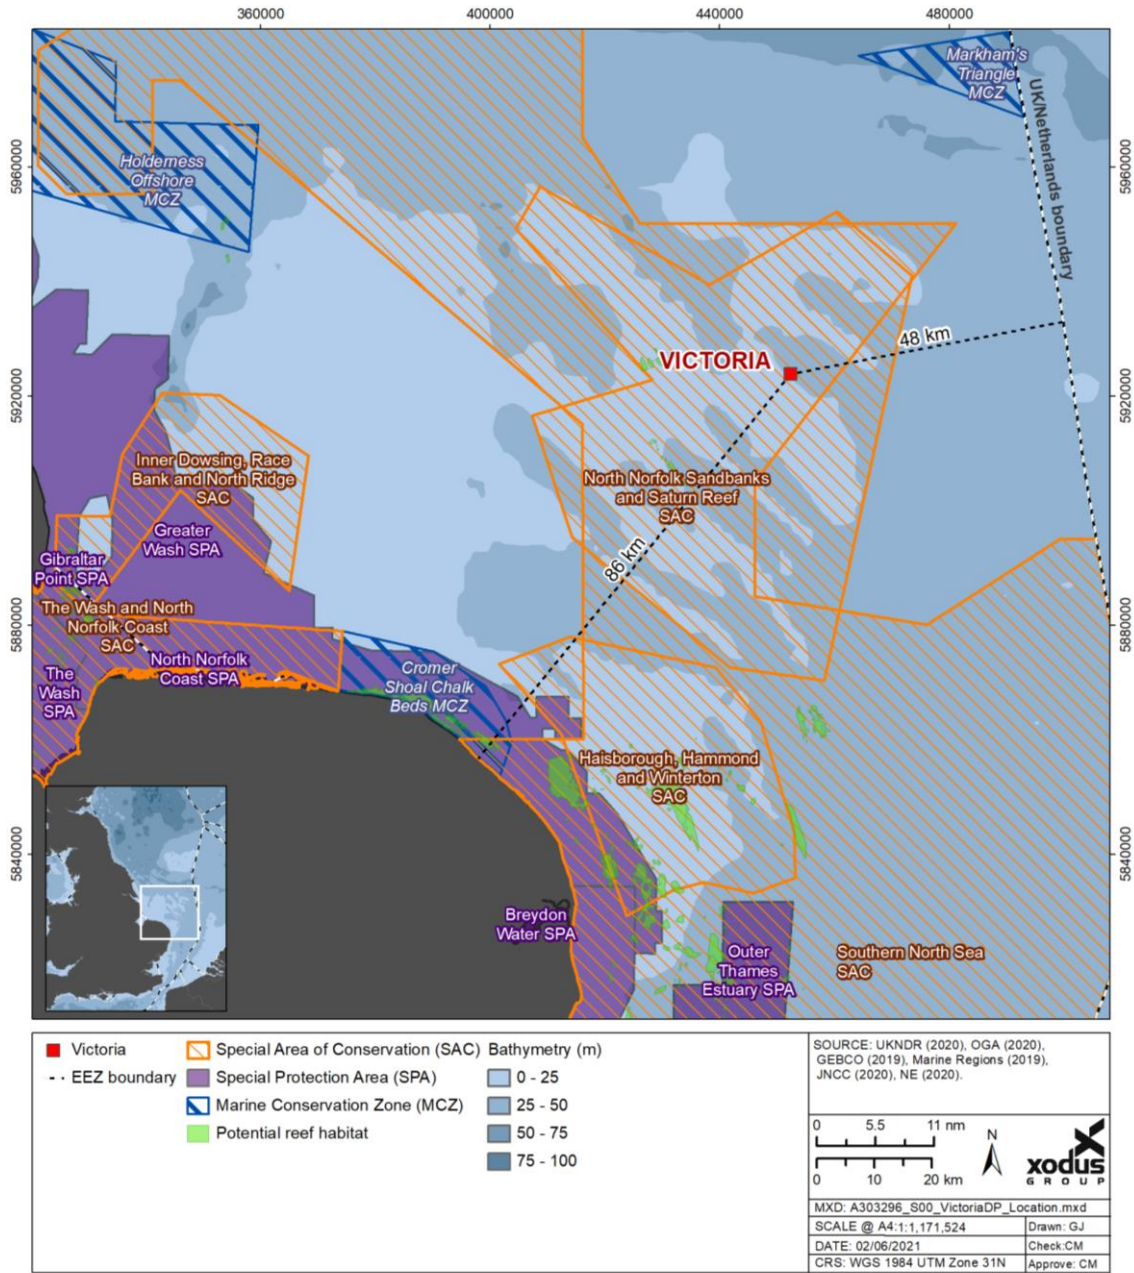 360000
400000
440000
480000
Markham's
Triangle
MCZ
UK/Netherlands boundary
5960000
5960000
Holderness
Offshore
MCZ
48 km
VICTORIA
5920000
5920000
Inner Dowsing, Race
Bank and North Ridge
SAC
North Norfolk Sandbanks
and Saturn Reef
SAC
Greater
Wash SPA
86 km
Gibraltar
Point SPA
The Wash and North
Norfolk Coast
SAC
5880000
5880000
North Norfolk
Coast SPA
The
Wash
SPA
Cromer
Shoal Chalk
Beds MCZ
Haisborough, Hammond
and Winterton
SAC
5840000
5840000
Breydon
Water SPA
Outer
Thames
Estuary SPA
Southern North Sea
SAC
Victoria
EEZ boundary
Special Area of Conservation (SAC)
Special Protection Area (SPA)
Marine Conservation Zone (MCZ)
Potential reef habitat
Bathymetry (m)
0 - 25
25 - 50
50 - 75
75 - 100
SOURCE: UKNDR (2020), OGA (2020),
GEBCO (2019), Marine Regions (2019),
JNCC (2020), NE (2020).
0 5.5 11 nm
0 10 20 km
N
xodus
GROUP
MXD: A303296_S00_VictoriaDP_Location.mxd
SCALE @ A4:1:1,171,524
Drawn: GJ
DATE: 02/06/2021
Check:CM
CRS: WGS 1984 UTM Zone 31N
Approve: CM